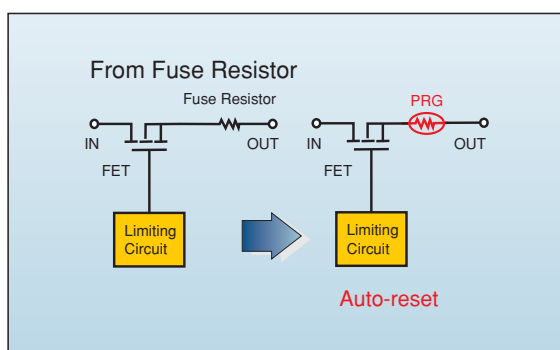 From Fuse Resistor
Fuse Resistor
IN
OUT
FET
Limiting
Circuit
PRG
IN
OUT
FET
Limiting
Circuit
Auto-reset